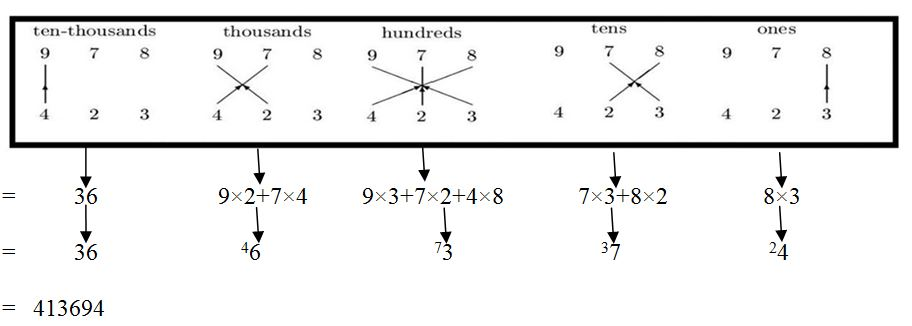 ten-thousands thousands hundreds tens ones
9 7 8 9 7 8 9 7 8 9 7 8 9 7 8
4 2 3 4 2 3 4 2 3 4 2 3 4 2 3
= 36 9×2+7×4 9×3+7×2+4×8 7×3+8×2 8×3
= 36 ⁴6 ⁷3 ³7 ²4
= 413694